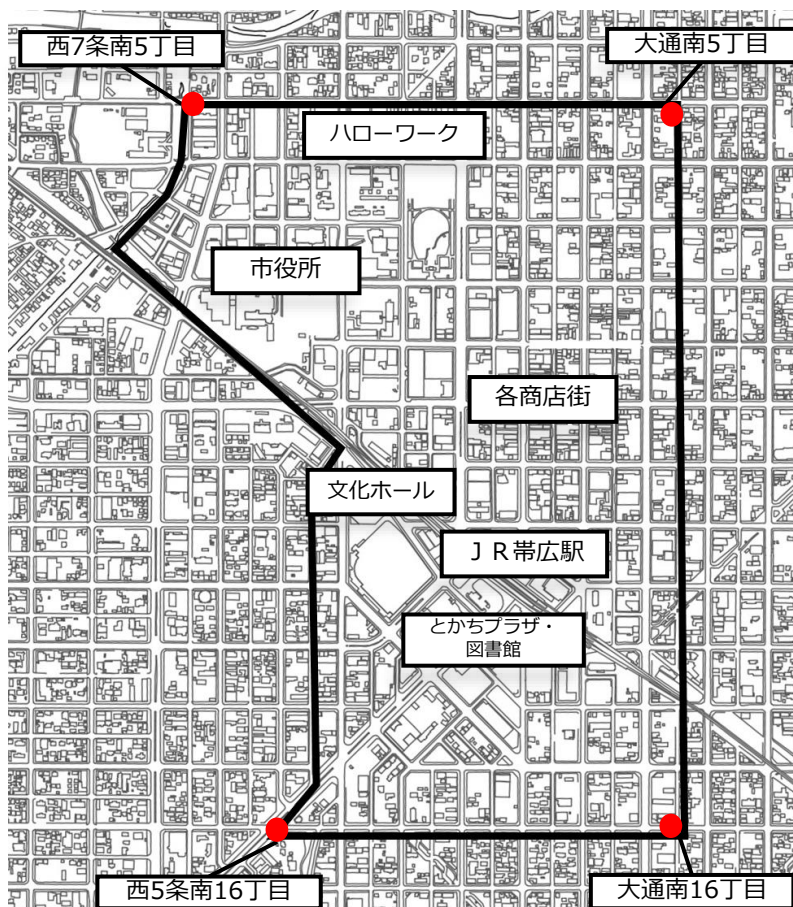 西7条南5丁目
大通南5丁目
ハローワーク
市役所
各商店街
文化ホール
ＪＲ帯広駅
とかちプラザ・
図書館
西5条南16丁目
大通南16丁目